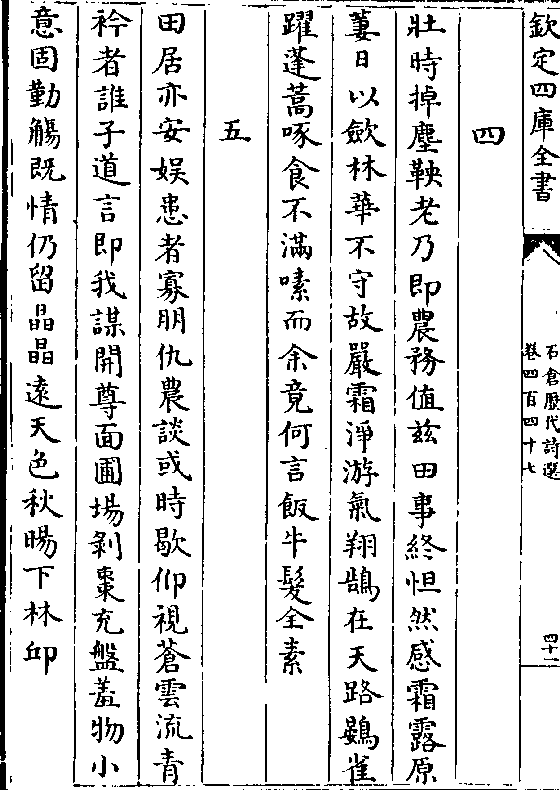 欽定四庫全書
石倉歷代詩選
卷四百四十七
四十一
四
壯時掉塵鞅老乃即農務值兹田事終怛然感霜露原
萋日以歛林華不守故嚴霜淨游氣翔鵠在天路鷃雀
躍蓬蒿啄食不滿嗉而余竟何言飯牛髮全素
五
田居亦安娱患者寡朋仇農談或時歇仰視蒼雲流青
衿者誰子道言即我謀開尊面圃場剝棗充盤羞物小
意固勤觴既情仍留晶晶遠天色秋暘下林邱